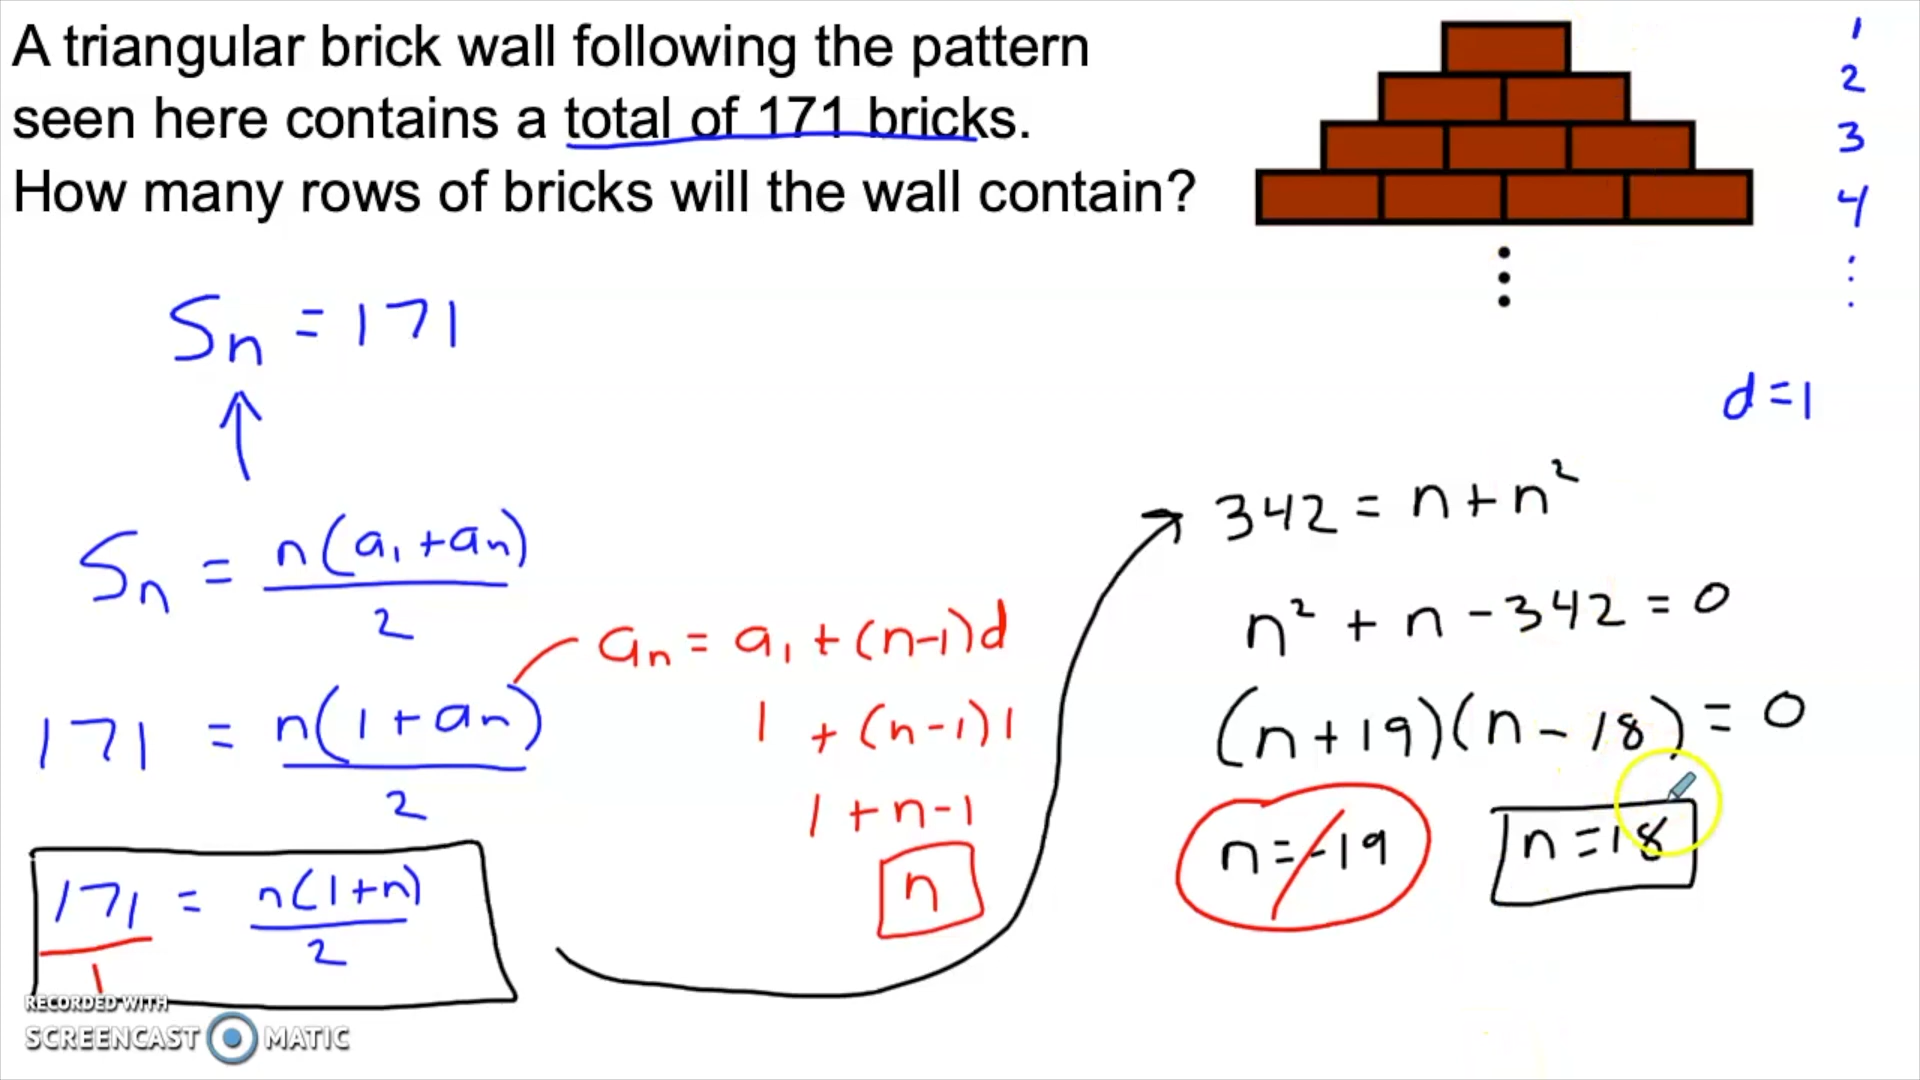 A triangular brick wall following the pattern
seen here contains a total of 171 bricks.
How many rows of bricks will the wall contain?
1
2
3
4
⋮
⋮
d = 1
Sn = 171
↑
Sn = n(a₁ + an) / 2
171 = n(1 + an) / 2
171/1 = n(1+n) / 2
an = a₁ + (n-1)d
1 + (n-1)1
1 + n - 1
n
342 = n + n²
n² + n - 342 = 0
(n + 19)(n - 18) = 0
n = -19
n = 18
RECORDED WITH
SCREENCAST MATIC